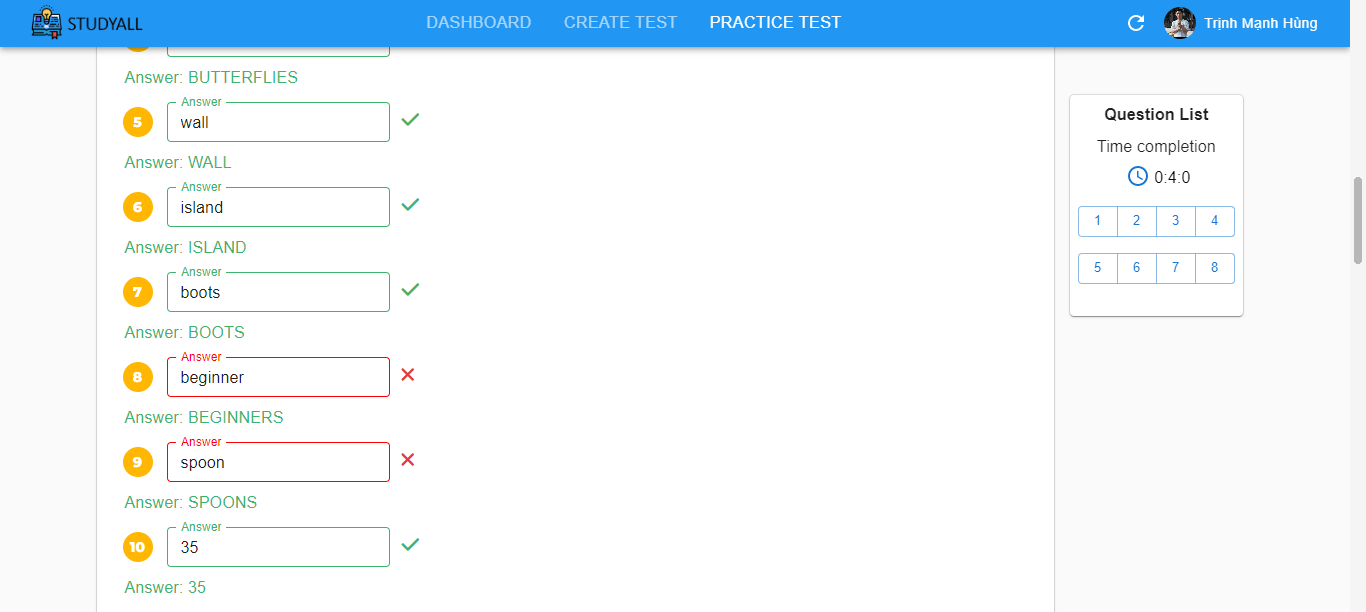 STUDYALL DASHBOARD CREATE TEST PRACTICE TEST Trịnh Mạnh Hùng
Answer: BUTTERFLIES
Answer
5 wall
Answer: WALL
Answer
6 island
Answer: ISLAND
Answer
7 boots
Answer: BOOTS
Answer
8 beginner
Answer: BEGINNERS
Answer
9 spoon
Answer: SPOONS
Answer
10 35
Answer: 35
Question List
Time completion
0:4:0
1 2 3 4
5 6 7 8